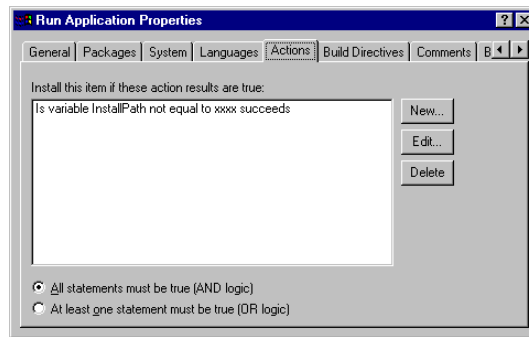 Run Application Properties
General Packages System Languages Actions Build Directives Comments B
Install this item if these action results are true:
Is variable InstallPath not equal to xxxx succeeds
New...
Edit...
Delete
All statements must be true (AND logic)
At least one statement must be true (OR logic)